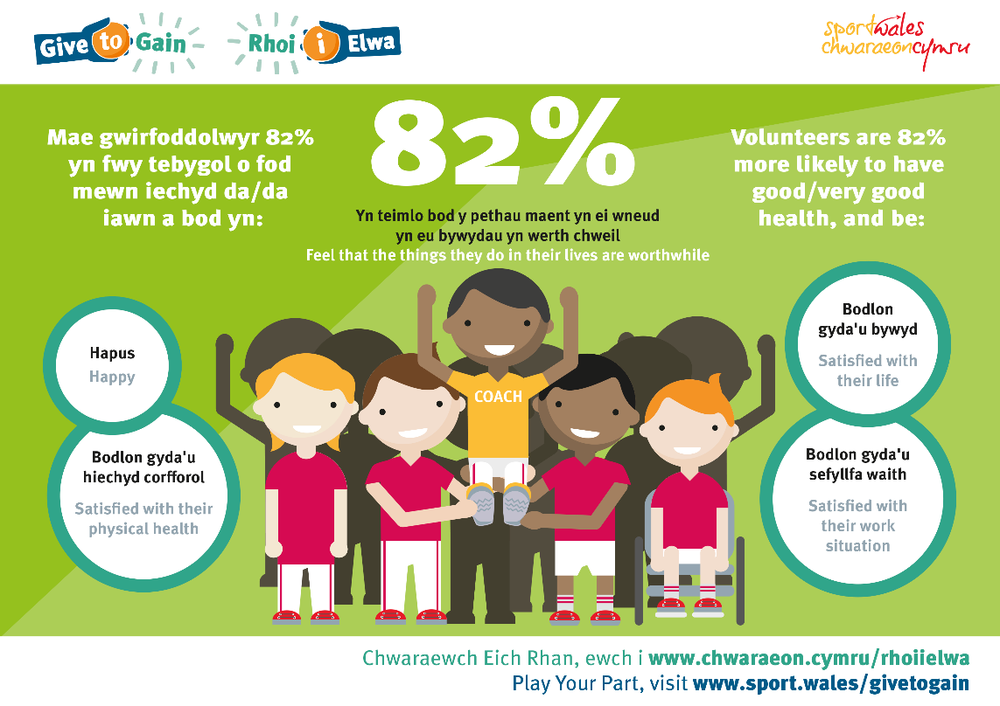 Give to Gain
Rhoi i Elwa
sportwales
chwaraeoncymru
Mae gwirfoddolwyr 82%
yn fwy tebygol o fod
mewn iechyd da/da
iawn a bod yn:
82%
Yn teimlo bod y pethau maent yn ei wneud
yn eu bywydau yn werth chweil
Feel that the things they do in their lives are worthwhile
Volunteers are 82%
more likely to have
good/very good
health, and be:
Hapus
Happy
Bodlon gyda'u
hiechyd corfforol
Satisfied with their
physical health
COACH
Bodlon
gyda'u bywyd
Satisfied with
their life
Bodlon gyda'u
sefyllfa waith
Satisfied with
their work
situation
Chwaraewch Eich Rhan, ewch i www.chwaraeon.cymru/rhoiielwa
Play Your Part, visit www.sport.wales/givetogain